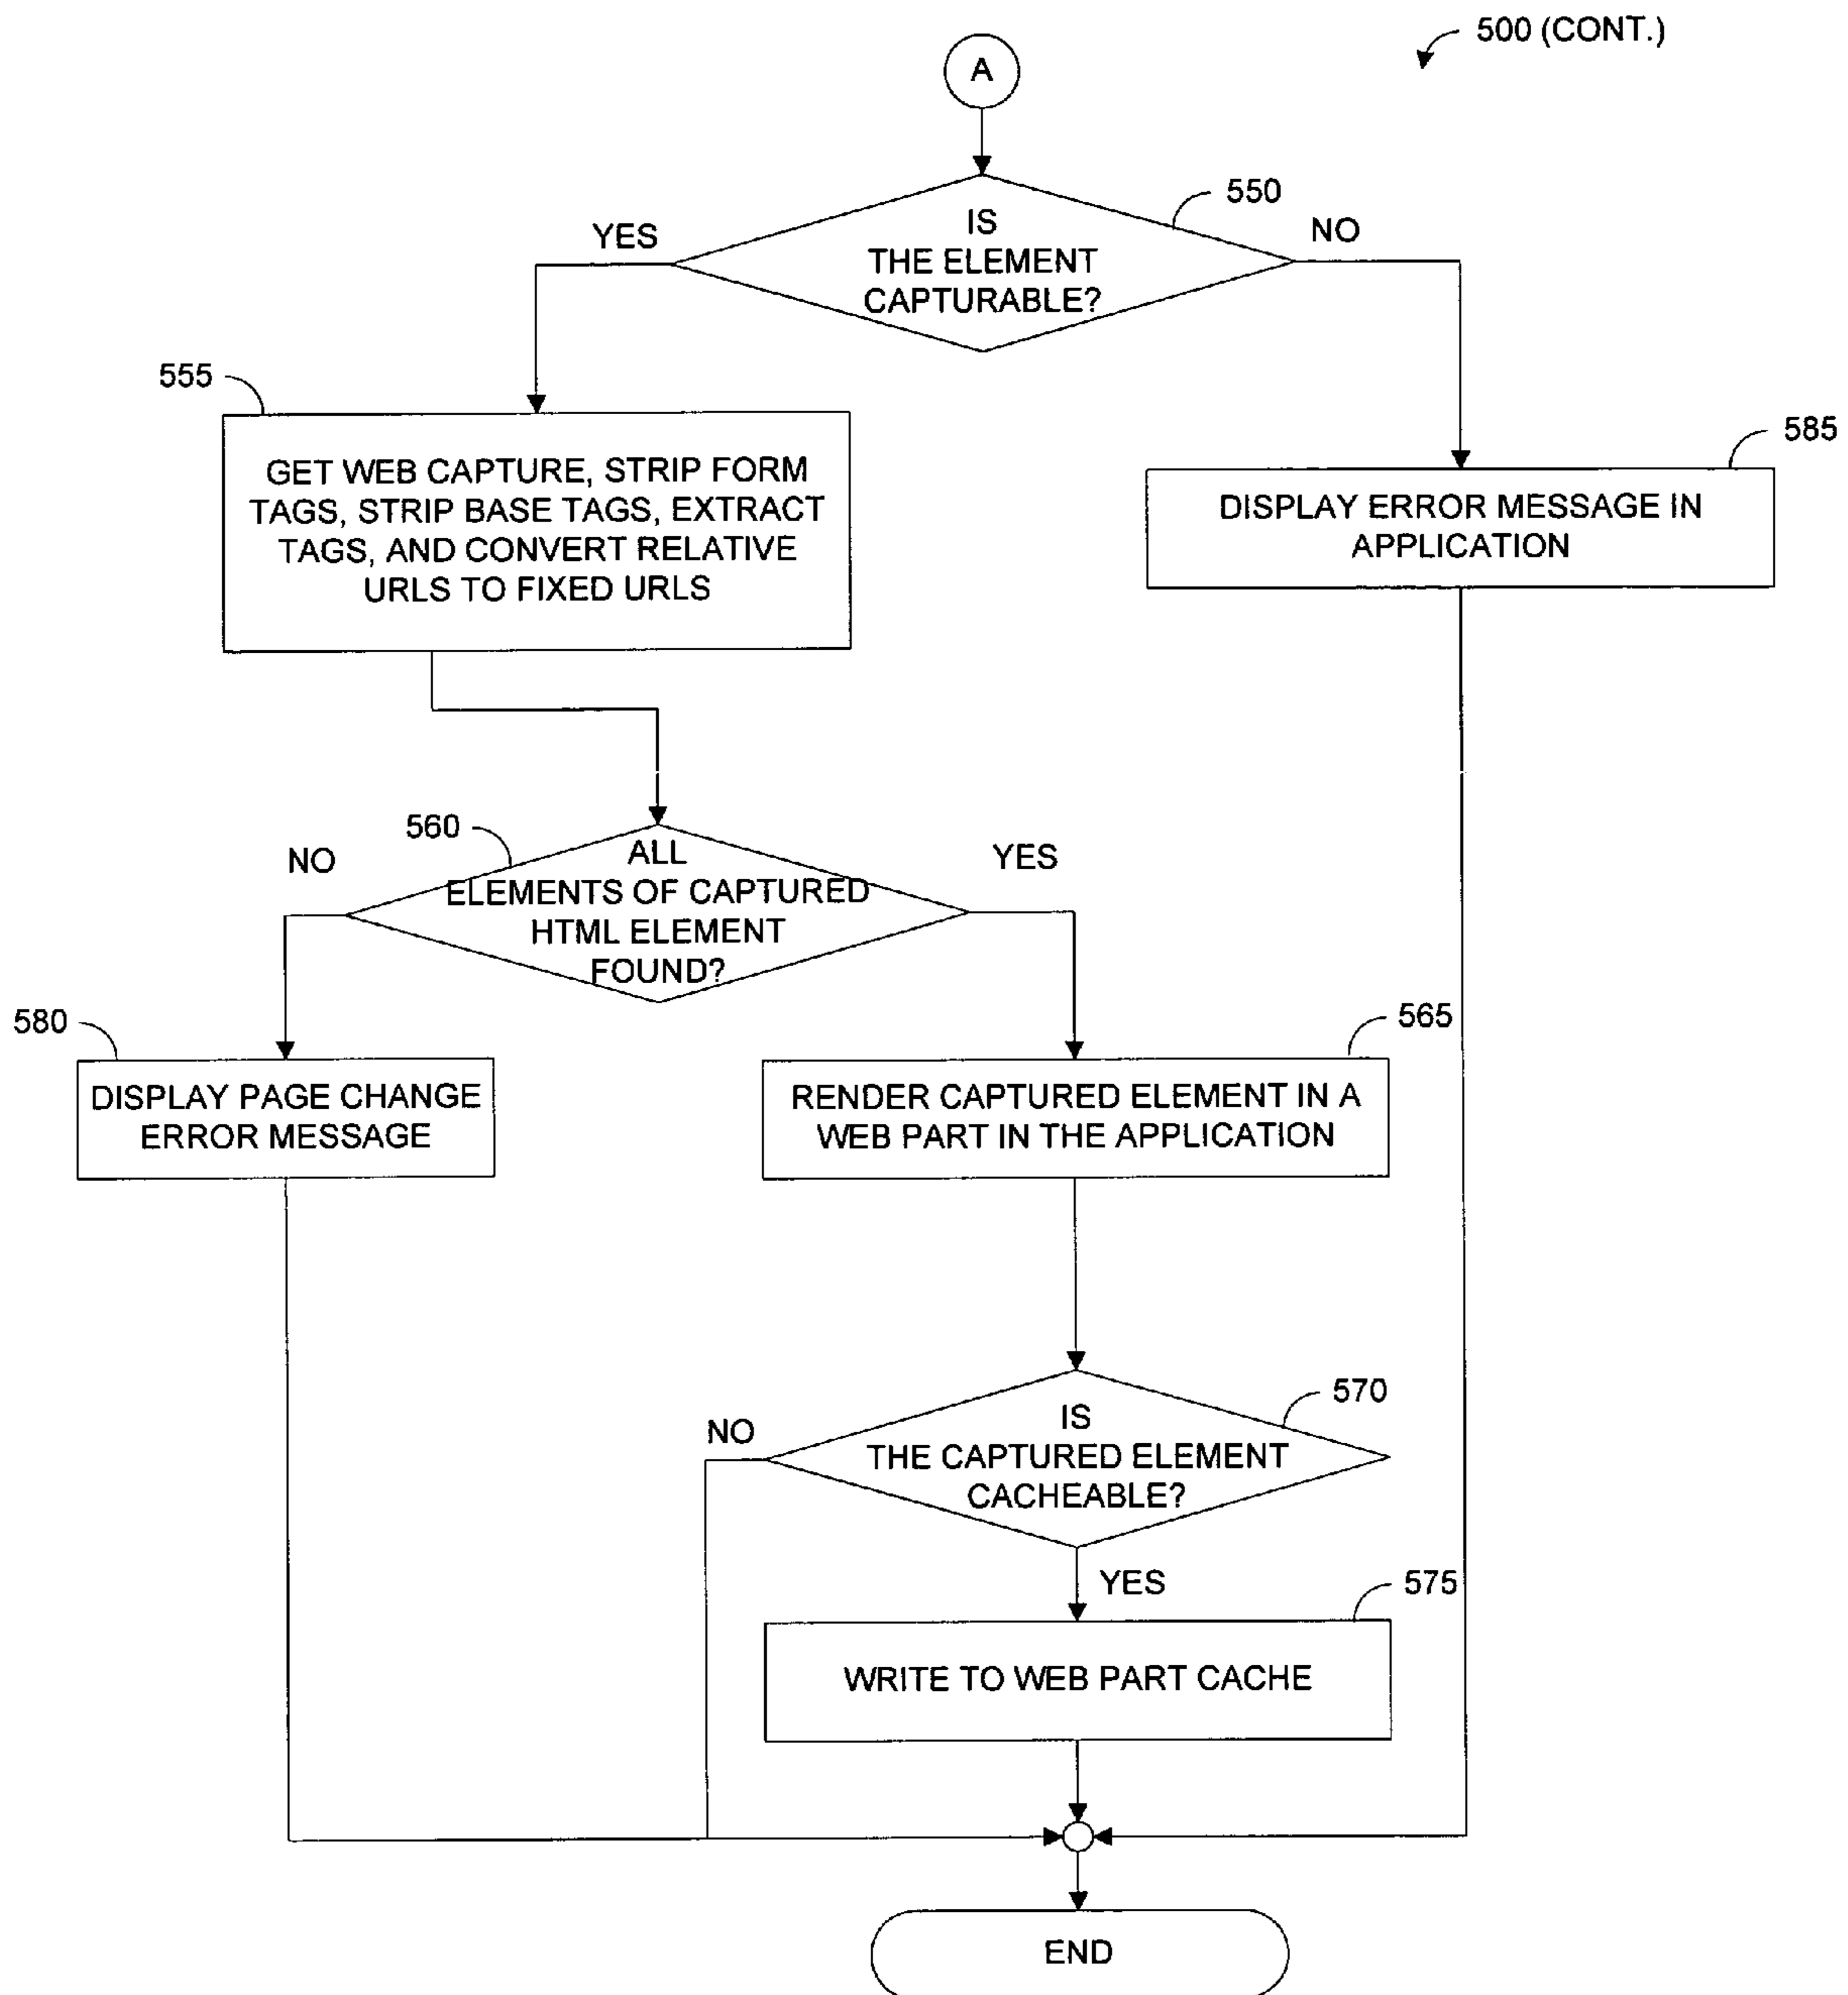 500 (CONT.)
A
550
IS
THE ELEMENT
CAPTURABLE?
YES
NO
555
GET WEB CAPTURE, STRIP FORM
TAGS, STRIP BASE TAGS, EXTRACT
TAGS, AND CONVERT RELATIVE
URLS TO FIXED URLS
585
DISPLAY ERROR MESSAGE IN
APPLICATION
560
NO
ALL
ELEMENTS OF CAPTURED
HTML ELEMENT
FOUND?
YES
580
DISPLAY PAGE CHANGE
ERROR MESSAGE
565
RENDER CAPTURED ELEMENT IN A
WEB PART IN THE APPLICATION
570
NO
IS
THE CAPTURED ELEMENT
CACHEABLE?
YES
575
WRITE TO WEB PART CACHE
END